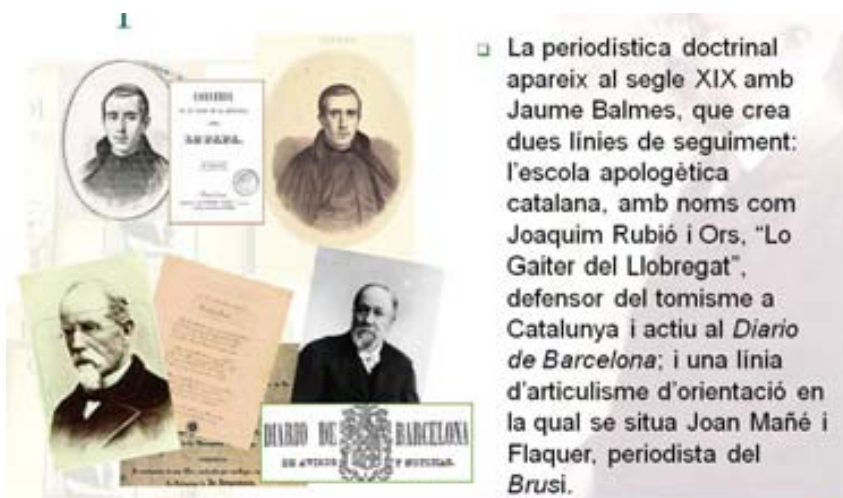 La periodística doctrinal
apareix al segle XIX amb
Jaume Balmes, que crea
dues línies de seguiment:
l'escola apologètica
catalana, amb noms com
Joaquim Rubió i Ors, “Lo
Gaiter del Llobregat”,
defensor del tomisme a
Catalunya i actiu al Diario
de Barcelona; i una línia
d'articulisme d'orientació en
la qual se situa Joan Mañé i
Flaquer, periodista del
Brusi.
LO PAPA.
DIARIO DE BARCELONA
DE AVISOS Y NOTICIAS.